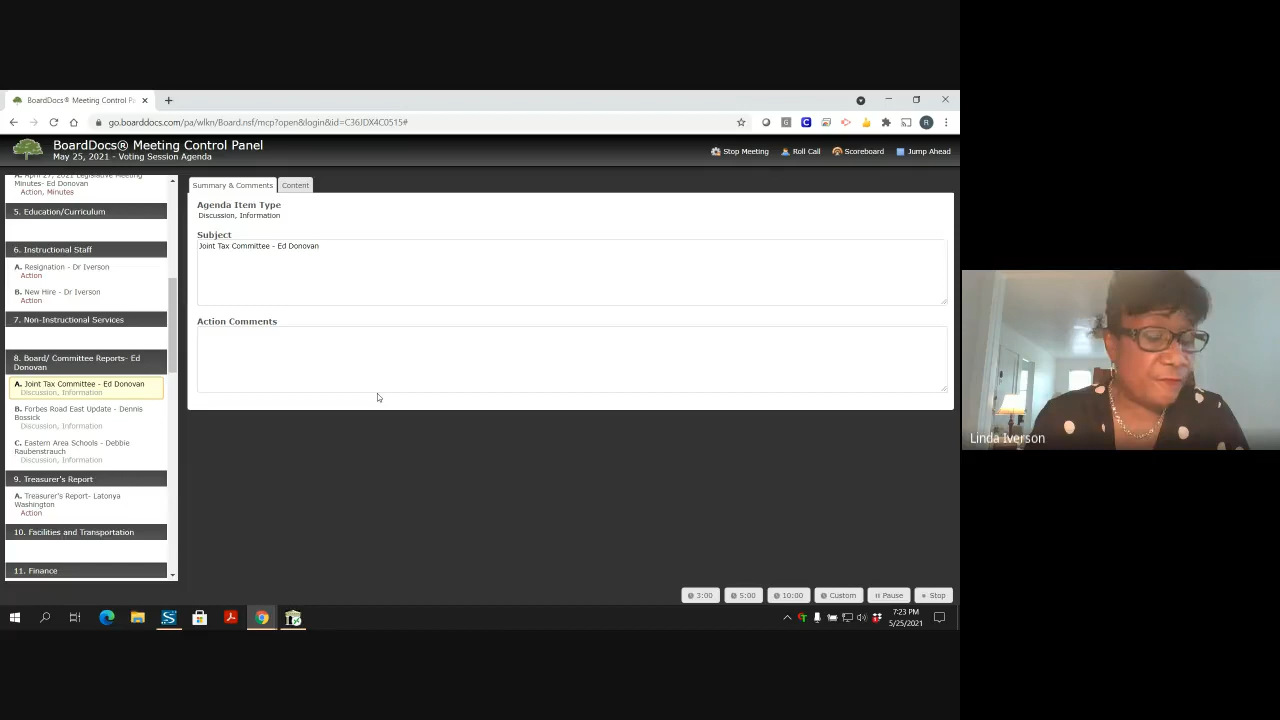 BoardDocs® Meeting Control Pa
go.boarddocs.com/pa/wlkn/Board.nsf/mcp?open&login&id=C36JDX4C0515#
R
BoardDocs® Meeting Control Panel
May 25, 2021 - Voting Session Agenda
Stop Meeting
Roll Call
Scoreboard
Jump Ahead
A. April 27, 2021 Legislative Meeting
Minutes- Ed Donovan
Action, Minutes
5. Education/Curriculum
6. Instructional Staff
A. Resignation - Dr Iverson
Action
B. New Hire - Dr Iverson
Action
7. Non-Instructional Services
8. Board/ Committee Reports- Ed
Donovan
A. Joint Tax Committee - Ed Donovan
Discussion, Information
B. Forbes Road East Update - Dennis
Bossick
Discussion, Information
C. Eastern Area Schools - Debbie
Raubenstrauch
Discussion, Information
9. Treasurer's Report
A. Treasurer's Report- Latonya
Washington
Action
10. Facilities and Transportation
11. Finance
Summary & Comments
Content
Agenda Item Type
Discussion, Information
Subject
Joint Tax Committee - Ed Donovan
Action Comments
3:00
5:00
10:00
Custom
Pause
Stop
7:23 PM
5/25/2021
Linda Iverson